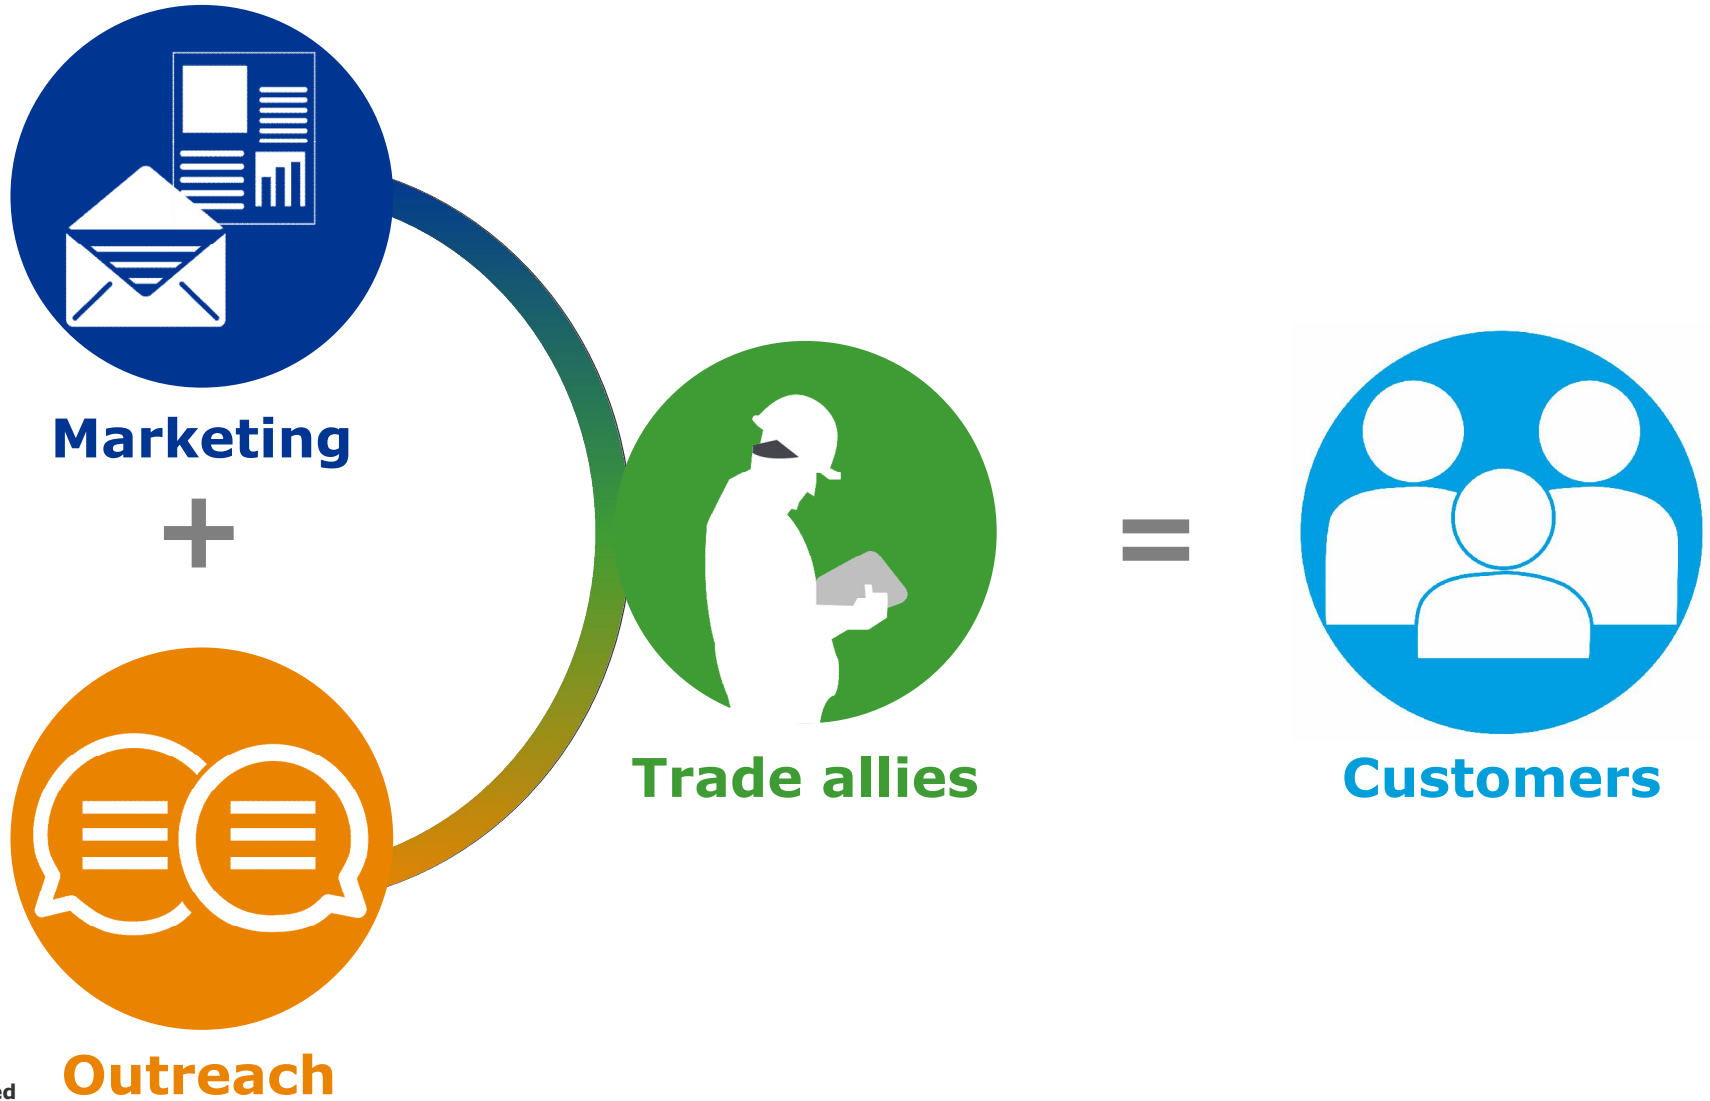 Marketing
+
Trade allies
=
Customers
Outreach